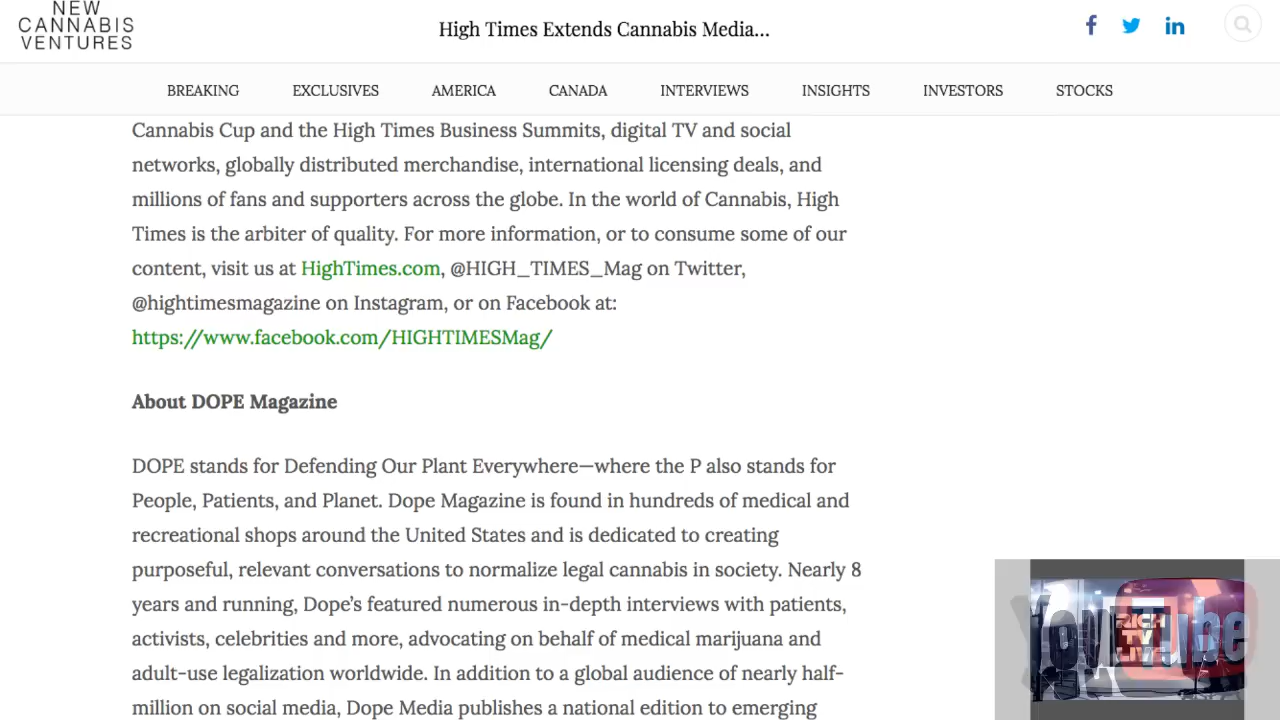 NEW
CANNABIS
VENTURES
High Times Extends Cannabis Media...
BREAKING EXCLUSIVES AMERICA CANADA INTERVIEWS INSIGHTS INVESTORS STOCKS
Cannabis Cup and the High Times Business Summits, digital TV and social
networks, globally distributed merchandise, international licensing deals, and
millions of fans and supporters across the globe. In the world of Cannabis, High
Times is the arbiter of quality. For more information, or to consume some of our
content, visit us at HighTimes.com, @HIGH_TIMES_Mag on Twitter,
@hightimesmagazine on Instagram, or on Facebook at:
https://www.facebook.com/HIGHTIMESMag/
About DOPE Magazine
DOPE stands for Defending Our Plant Everywhere—where the P also stands for
People, Patients, and Planet. Dope Magazine is found in hundreds of medical and
recreational shops around the United States and is dedicated to creating
purposeful, relevant conversations to normalize legal cannabis in society. Nearly 8
years and running, Dope's featured numerous in-depth interviews with patients,
activists, celebrities and more, advocating on behalf of medical marijuana and
adult-use legalization worldwide. In addition to a global audience of nearly half-
million on social media, Dope Media publishes a national edition to emerging
YouTube
RICH
TV
LIVE